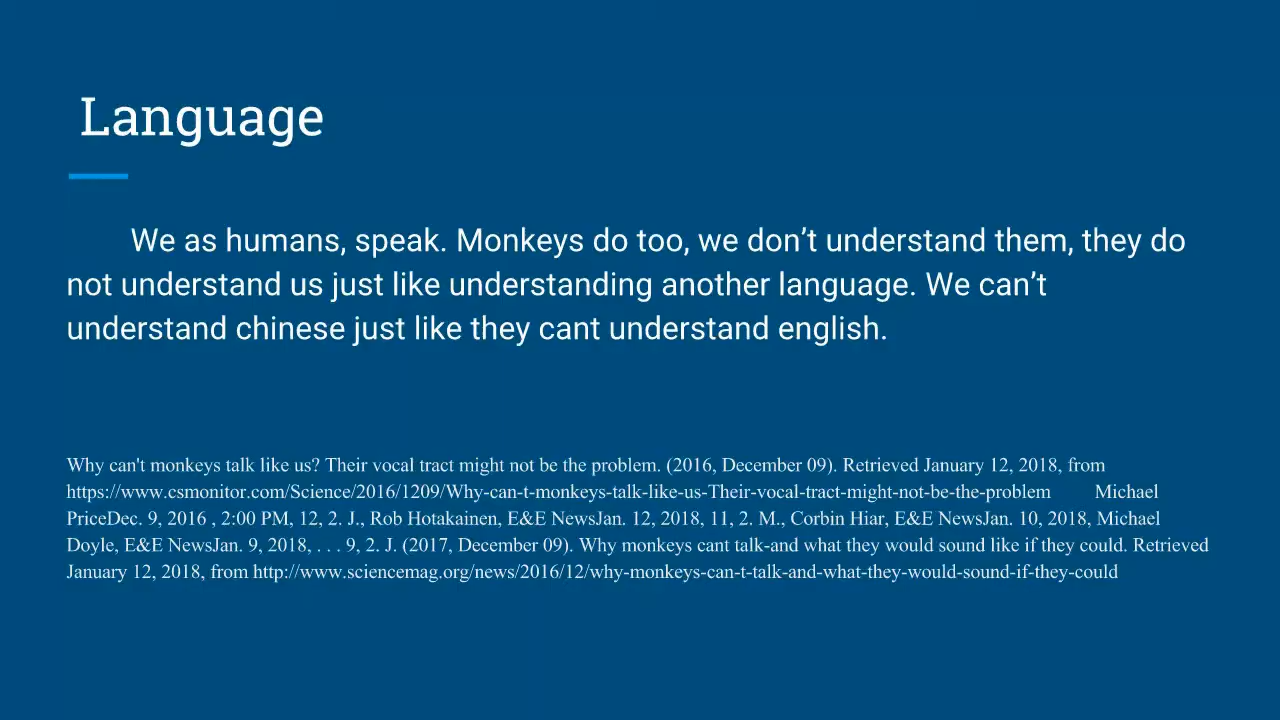 Language
We as humans, speak. Monkeys do too, we don’t understand them, they do
not understand us just like understanding another language. We can’t
understand chinese just like they cant understand english.
Why can't monkeys talk like us? Their vocal tract might not be the problem. (2016, December 09). Retrieved January 12, 2018, from
https://www.csmonitor.com/Science/2016/1209/Why-can-t-monkeys-talk-like-us-Their-vocal-tract-might-not-be-the-problem Michael
PriceDec. 9, 2016 , 2:00 PM, 12, 2. J., Rob Hotakainen, E&E NewsJan. 12, 2018, 11, 2. M., Corbin Hiar, E&E NewsJan. 10, 2018, Michael
Doyle, E&E NewsJan. 9, 2018, . . . 9, 2. J. (2017, December 09). Why monkeys cant talk-and what they would sound like if they could. Retrieved
January 12, 2018, from http://www.sciencemag.org/news/2016/12/why-monkeys-can-t-talk-and-what-they-would-sound-if-they-could